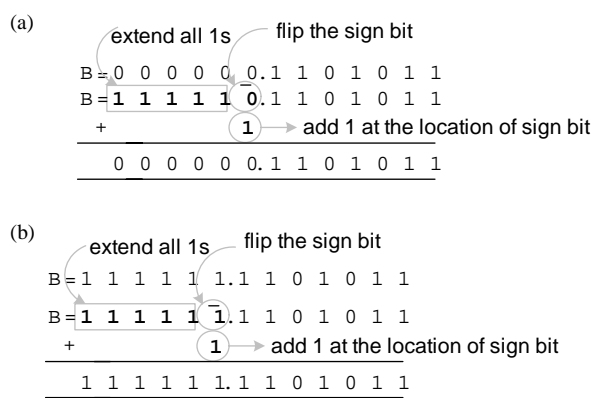 (a)
extend all 1s
flip the sign bit
B=0 0 0 0 0 0.1 1 0 1 0 1 1
B=1 1 1 1 1 0̅.1 1 0 1 0 1 1
+ 1 add 1 at the location of sign bit
0 0 0 0 0 0.1 1 0 1 0 1 1
(b)
extend all 1s
flip the sign bit
B=1 1 1 1 1 1.1 1 0 1 0 1 1
B=1 1 1 1 1 1̅.1 1 0 1 0 1 1
+ 1 add 1 at the location of sign bit
1 1 1 1 1 1.1 1 0 1 0 1 1